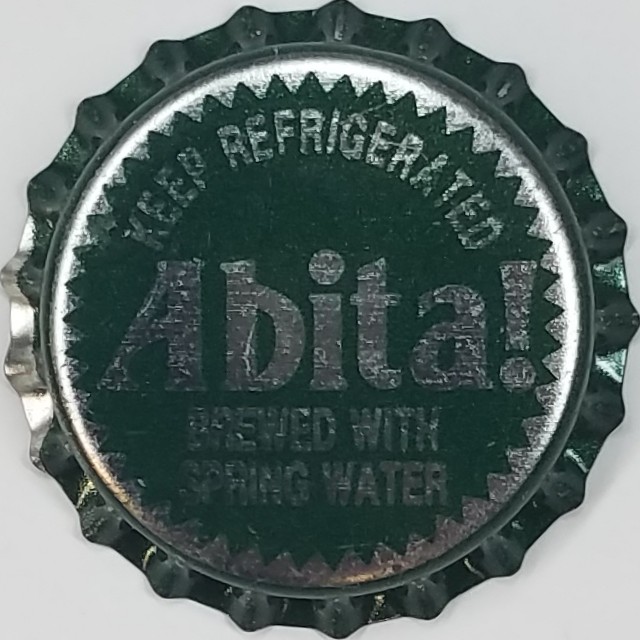 KEEP REFRIGERATED
Abita!
BREWED WITH
SPRING WATER